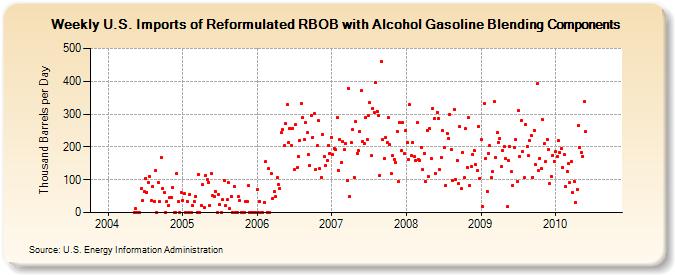 Weekly U.S. Imports of Reformulated RBOB with Alcohol Gasoline Blending Components
Thousand Barrels per Day
500
400
300
200
100
0
2004 2005 2006 2007 2008 2009 2010
Source: U.S. Energy Information Administration